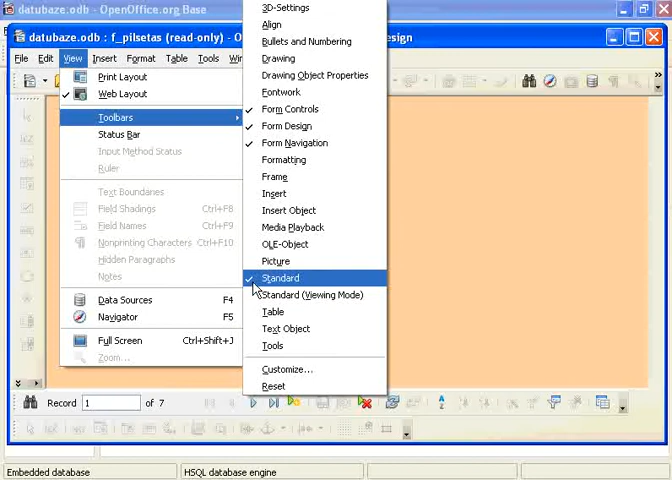 datubaze.odb - OpenOffice.org Base
datubaze.odb : f_pilsetas (read-only) - O
esign
File
Edit
View
Insert
Format
Table
Tools
Print Layout
Web Layout
Toolbars
Status Bar
Input Method Status
Ruler
Text Boundaries
Field Shadings Ctrl+F8
Field Names Ctrl+F9
Nonprinting Characters Ctrl+F10
Hidden Paragraphs
Notes
Data Sources F4
Navigator F5
Full Screen Ctrl+Shift+J
Zoom...
3D-Settings
Align
Bullets and Numbering
Drawing
Drawing Object Properties
Fontwork
Form Controls
Form Design
Form Navigation
Formatting
Frame
Insert
Insert Object
Media Playback
OLE-Object
Picture
Standard
Standard (Viewing Mode)
Table
Text Object
Tools
Customize...
Reset
Record 1 of 7
Embedded database
HSQL database engine